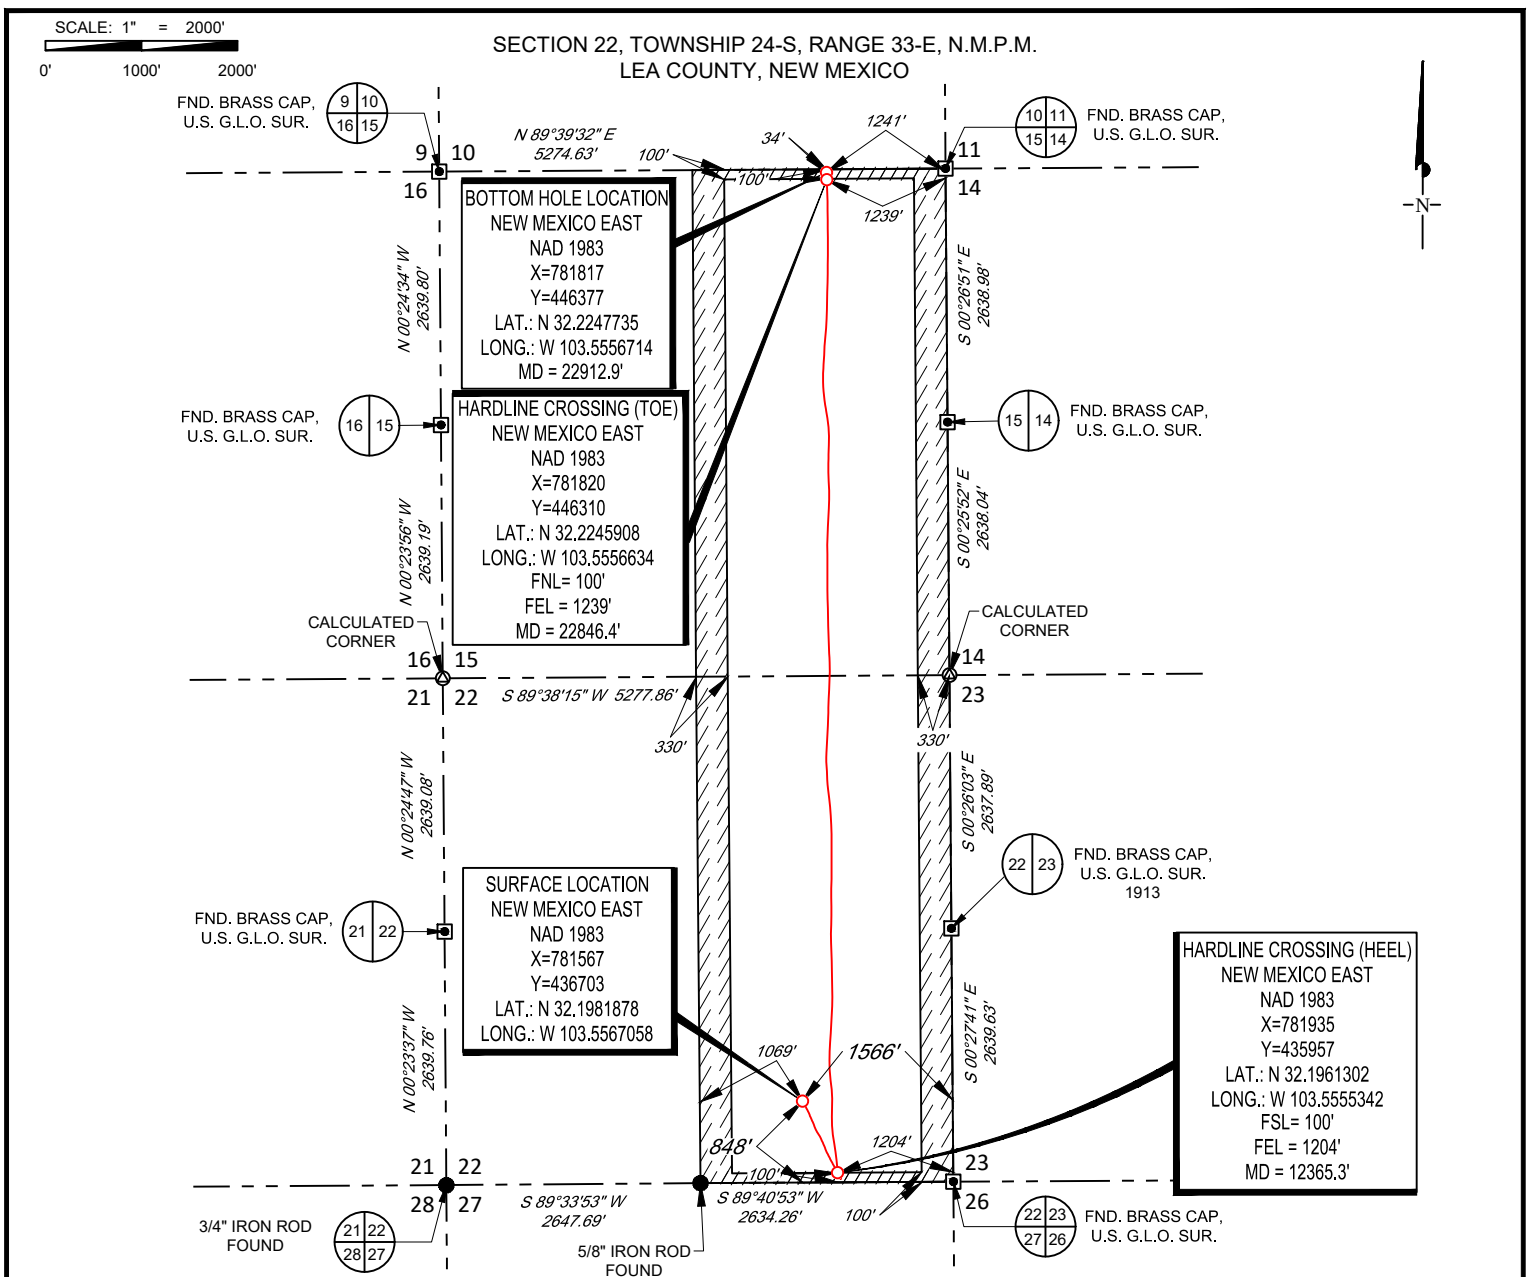 SCALE: 1" = 2000'
0' 1000' 2000'
SECTION 22, TOWNSHIP 24-S, RANGE 33-E, N.M.P.M.
LEA COUNTY, NEW MEXICO
FND. BRASS CAP,
U.S. G.L.O. SUR.
9 10
16 15
9 10
16
N 89°39'32" E
5274.63'
100'
100'
34'
1241'
1239'
11
14
10 11
15 14
FND. BRASS CAP,
U.S. G.L.O. SUR.
N
BOTTOM HOLE LOCATION
NEW MEXICO EAST
NAD 1983
X=781817
Y=446377
LAT.: N 32.2247735
LONG.: W 103.5556714
MD = 22912.9'
N 00°24'34" W
2639.80'
S 00°26'51" E
2638.98'
HARDLINE CROSSING (TOE)
NEW MEXICO EAST
NAD 1983
X=781820
Y=446310
LAT.: N 32.2245908
LONG.: W 103.5556634
FNL= 100'
FEL = 1239'
MD = 22846.4'
FND. BRASS CAP,
U.S. G.L.O. SUR.
16 15
15 14
FND. BRASS CAP,
U.S. G.L.O. SUR.
N 00°23'56" W
2639.19'
S 00°25'52" E
2638.04'
CALCULATED
CORNER
16 15
21 22
S 89°38'15" W 5277.86'
330'
330'
CALCULATED
CORNER
14
23
N 00°24'47" W
2639.08'
S 00°26'03" E
2637.89'
FND. BRASS CAP,
U.S. G.L.O. SUR.
21 22
22 23
FND. BRASS CAP,
U.S. G.L.O. SUR.
1913
SURFACE LOCATION
NEW MEXICO EAST
NAD 1983
X=781567
Y=436703
LAT.: N 32.1981878
LONG.: W 103.5567058
HARDLINE CROSSING (HEEL)
NEW MEXICO EAST
NAD 1983
X=781935
Y=435957
LAT.: N 32.1961302
LONG.: W 103.5555342
FSL= 100'
FEL = 1204'
MD = 12365.3'
N 00°23'37" W
2639.76'
S 00°27'41" E
2639.63'
1069'
1566'
848'
1204'
100'
100'
21 22
28 27
23
26
S 89°33'53" W
2647.69'
S 89°40'53" W
2634.26'
3/4" IRON ROD
FOUND
21 22
28 27
5/8" IRON ROD
FOUND
22 23
27 26
FND. BRASS CAP,
U.S. G.L.O. SUR.